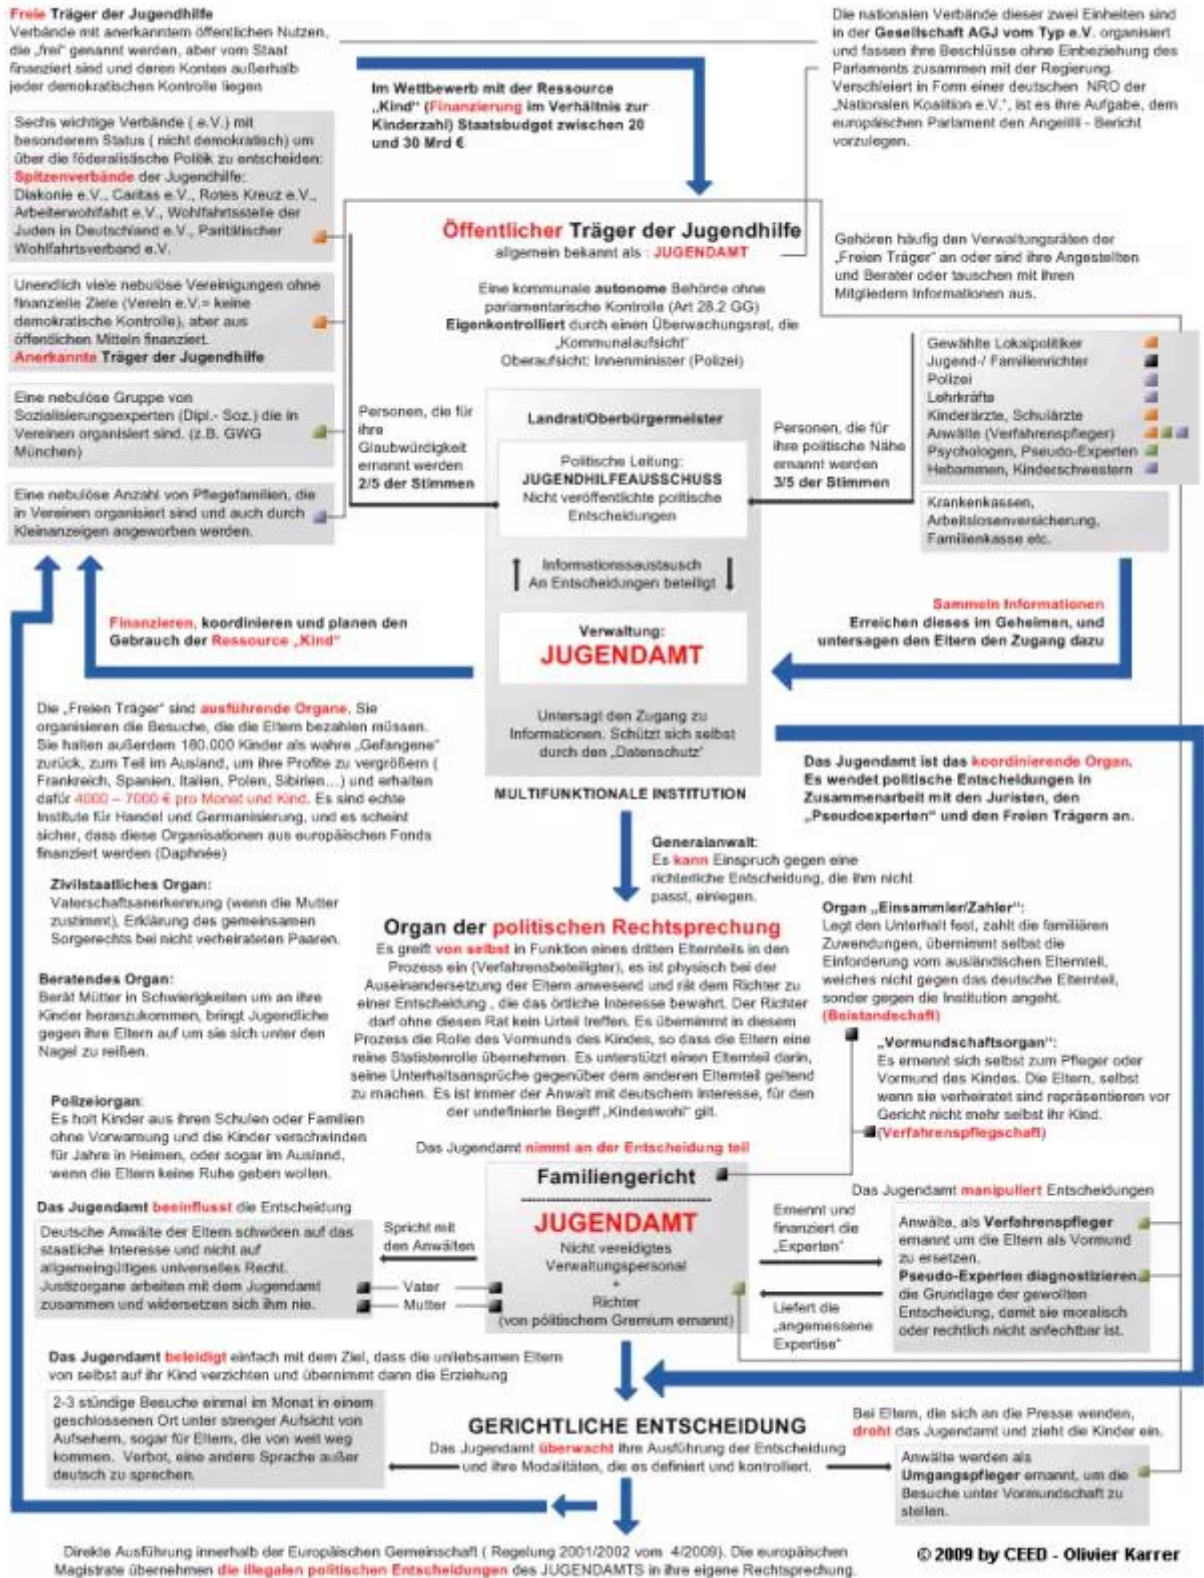 Freie Träger der Jugendhilfe
Verbände mit anerkanntem öffentlichen Nutzen,
die „frei" genannt werden, aber vom Staat
finanziert sind und deren Konten außerhalb
jeder demokratischen Kontrolle liegen
Die nationalen Verbände dieser zwei Einheiten sind
in der Gesellschaft AGJ vom Typ e.V. organisiert
und fassen ihre Beschlüsse ohne Einbeziehung des
Parlaments zusammen mit der Regierung.
Verschleiert in Form einer deutschen NRO der
„Nationalen Koalition e.V.", ist es ihre Aufgabe, dem
europäischen Parlament den Angelilli - Bericht
vorzulegen.
Im Wettbewerb mit der Ressource
„Kind" (Finanzierung im Verhältnis zur
Kinderzahl) Staatsbudget zwischen 20
und 30 Mrd €
Sechs wichtige Verbände ( e.V.) mit
besonderem Status ( nicht demokratisch) um
über die föderalistische Politik zu entscheiden:
Spitzenverbände der Jugendhilfe:
Diakonie e.V., Caritas e.V., Rotes Kreuz e.V.,
Arbeiterwohlfahrt e.V., Wohlfahrtsstelle der
Juden in Deutschland e.V., Paritätischer
Wohlfahrtsverband e.V.
Öffentlicher Träger der Jugendhilfe
allgemein bekannt als : JUGENDAMT
Eine kommunale autonome Behörde ohne
parlamentarische Kontrolle (Art 28.2 GG)
Eigenkontrolliert durch einen Überwachungsrat, die
„Kommunalaufsicht"
Oberaufsicht: Innenminister (Polizei)
Gehören häufig den Verwaltungsräten der
„Freien Träger" an oder sind ihre Angestellten
und Berater oder tauschen mit ihren
Mitgliedern Informationen aus.
Unendlich viele nebulöse Vereinigungen ohne
finanzielle Ziele (Verein e.V.= keine
demokratische Kontrolle), aber aus
öffentlichen Mitteln finanziert.
Anerkannte Träger der Jugendhilfe
Gewählte Lokalpolitiker
Jugend-/ Familienrichter
Polizei
Lehrkräfte
Kinderärzte, Schulärzte
Anwälte (Verfahrenspfleger)
Psychologen, Pseudo-Experten
Hebammen, Kinderschwestern
Eine nebulöse Gruppe von
Sozialisierungsexperten (Dipl.- Soz.) die in
Vereinen organisiert sind. (z.B. GWG
München)
Personen, die für
ihre
Glaubwürdigkeit
ernannt werden
2/5 der Stimmen
Landrat/Oberbürgermeister
Politische Leitung:
JUGENDHILFEAUSSCHUSS
Nicht veröffentlichte politische
Entscheidungen
Personen, die für
ihre politische Nähe
ernannt werden
3/5 der Stimmen
Eine nebulöse Anzahl von Pflegefamilien, die
in Vereinen organisiert sind und auch durch
Kleinanzeigen angeworben werden.
Krankenkassen,
Arbeitslosenversicherung,
Familienkasse etc.
Informationsaustausch
An Entscheidungen beteiligt
Finanzieren, koordinieren und planen den
Gebrauch der Ressource „Kind"
Verwaltung:
JUGENDAMT
Sammeln Informationen
Erreichen dieses im Geheimen, und
untersagen den Eltern den Zugang dazu
Untersagt den Zugang zu
Informationen. Schützt sich selbst
durch den „Datenschutz"
MULTIFUNKTIONALE INSTITUTION
Die „Freien Träger" sind ausführende Organe. Sie
organisieren die Besuche, die die Eltern bezahlen müssen.
Sie halten außerdem 180.000 Kinder als wahre „Gefangene"
zurück, zum Teil im Ausland, um ihre Profite zu vergrößern (
Frankreich, Spanien, Italien, Polen, Sibirien...) und erhalten
dafür 4000 – 7000 € pro Monat und Kind. Es sind echte
Institute für Handel und Germanisierung, und es scheint
sicher, dass diese Organisationen aus europäischen Fonds
finanziert werden (Daphnée)
Das Jugendamt ist das koordinierende Organ.
Es wendet politische Entscheidungen in
Zusammenarbeit mit den Juristen, den
„Pseudoexperten" und den Freien Trägern an.
Generalanwalt:
Es kann Einspruch gegen eine
richterliche Entscheidung, die ihm nicht
passt, einlegen.
Zivilstaatliches Organ:
Vaterschaftsanerkennung (wenn die Mutter
zustimmt), Erklärung des gemeinsamen
Sorgerechts bei nicht verheirateten Paaren.
Organ der politischen Rechtsprechung
Es greift von selbst in Funktion eines dritten Elternteils in den
Prozess ein (Verfahrensbeteiligter), es ist physisch bei der
Auseinandersetzung der Eltern anwesend und rät dem Richter zu
einer Entscheidung , die das örtliche Interesse bewahrt. Der Richter
darf ohne diesen Rat kein Urteil treffen. Es übernimmt in diesem
Prozess die Rolle des Vormunds des Kindes, so dass die Eltern eine
reine Statistenrolle übernehmen. Es unterstützt einen Elternteil darin,
seine Unterhaltsansprüche gegenüber dem anderen Elternteil geltend
zu machen. Es ist immer der Anwalt mit deutschem Interesse, für den
der undefinierte Begriff „Kindeswohl" gilt.
Organ „Einsammler/Zahler":
Legt den Unterhalt fest, zahlt die familiären
Zuwendungen, übernimmt selbst die
Einforderung vom ausländischen Elternteil,
welches nicht gegen das deutsche Elternteil,
sonder gegen die Institution angeht.
(Beistandschaft)
Beratendes Organ:
Berät Mütter in Schwierigkeiten um an ihre
Kinder heranzukommen, bringt Jugendliche
gegen ihre Eltern auf um sie sich unter den
Nagel zu reißen.
„Vormundschaftsorgan":
Es ernennt sich selbst zum Pfleger oder
Vormund des Kindes. Die Eltern, selbst
wenn sie verheiratet sind repräsentieren vor
Gericht nicht mehr selbst ihr Kind.
(Verfahrenspflegschaft)
Polizeiorgan:
Es holt Kinder aus ihren Schulen oder Familien
ohne Vorwarnung und die Kinder verschwinden
für Jahre in Heimen, oder sogar im Ausland,
wenn die Eltern keine Ruhe geben wollen.
Das Jugendamt nimmt an der Entscheidung teil
Das Jugendamt beeinflusst die Entscheidung
Deutsche Anwälte der Eltern schwören auf das
staatliche Interesse und nicht auf
allgemeingültiges universelles Recht.
Justizorgane arbeiten mit dem Jugendamt
zusammen und widersetzen sich ihm nie.
Spricht mit
den Anwälten
Vater
Mutter
Familiengericht
JUGENDAMT
Nicht vereidigtes
Verwaltungspersonal
+
Richter
(von politischem Gremium ernannt)
Ernennt und
finanziert die
„Experten"
Liefert die
„angemessene
Expertise"
Das Jugendamt manipuliert Entscheidungen
Anwälte, als Verfahrenspfleger
ernannt um die Eltern als Vormund
zu ersetzen.
Pseudo-Experten diagnostizieren
die Grundlage der gewollten
Entscheidung, damit sie moralisch
oder rechtlich nicht anfechtbar ist.
Das Jugendamt beleidigt einfach mit dem Ziel, dass die unliebsamen Eltern
von selbst auf ihr Kind verzichten und übernimmt dann die Erziehung
2-3 stündige Besuche einmal im Monat in einem
geschlossenen Ort unter strenger Aufsicht von
Aufsehern, sogar für Eltern, die von weit weg
kommen. Verbot, eine andere Sprache außer
deutsch zu sprechen.
GERICHTLICHE ENTSCHEIDUNG
Das Jugendamt überwacht ihre Ausführung der Entscheidung
und ihre Modalitäten, die es definiert und kontrolliert.
Bei Eltern, die sich an die Presse wenden,
droht das Jugendamt und zieht die Kinder ein.
Anwälte werden als
Umgangspfleger ernannt, um die
Besuche unter Vormundschaft zu
stellen.
Direkte Ausführung innerhalb der Europäischen Gemeinschaft ( Regelung 2001/2002 vom 4/2009). Die europäischen
Magistrate übernehmen die illegalen politischen Entscheidungen des JUGENDAMTS in ihre eigene Rechtsprechung.
© 2009 by CEED - Olivier Karrer